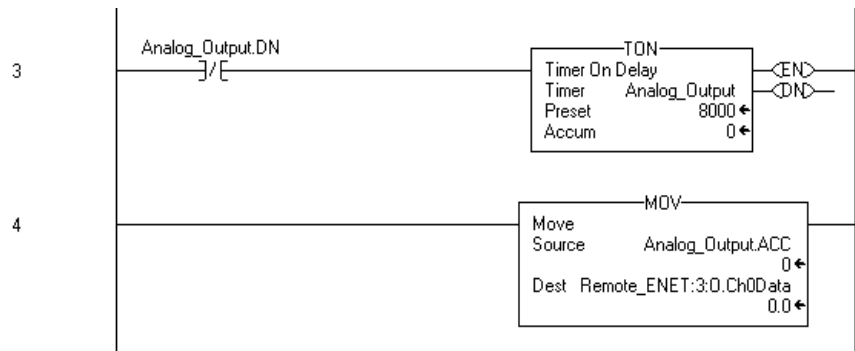 Analog_Output.DN
3
TON
Timer On Delay
Timer Analog_Output
Preset 8000
Accum 0
EN
DN
4
MOV
Move
Source Analog_Output.ACC
0
Dest Remote_ENET:3:O.Ch0Data
0.0